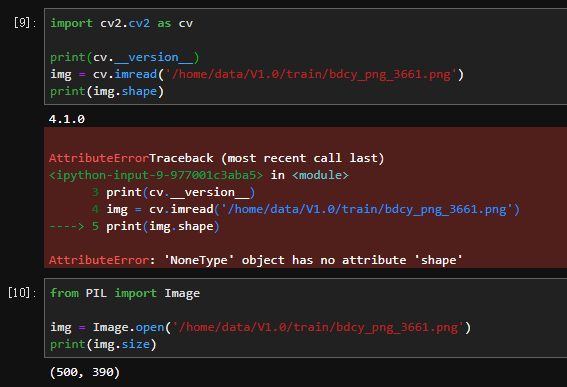 [9]:
import cv2.cv2 as cv
print(cv.__version__)
img = cv.imread('/home/data/V1.0/train/bdcy_png_3661.png')
print(img.shape)
4.1.0
AttributeErrorTraceback (most recent call last)
<ipython-input-9-977001c3aba5> in <module>
3 print(cv.__version__)
4 img = cv.imread('/home/data/V1.0/train/bdcy_png_3661.png')
----> 5 print(img.shape)
AttributeError: 'NoneType' object has no attribute 'shape'
[10]:
from PIL import Image
img = Image.open('/home/data/V1.0/train/bdcy_png_3661.png')
print(img.size)
(500, 390)